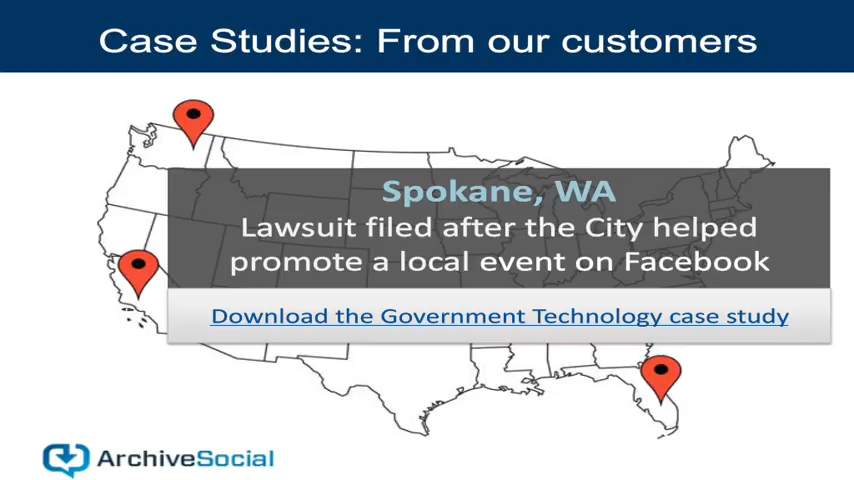 Case Studies: From our customers
Spokane, WA
Lawsuit filed after the City helped
promote a local event on Facebook
Download the Government Technology case study
ArchiveSocial